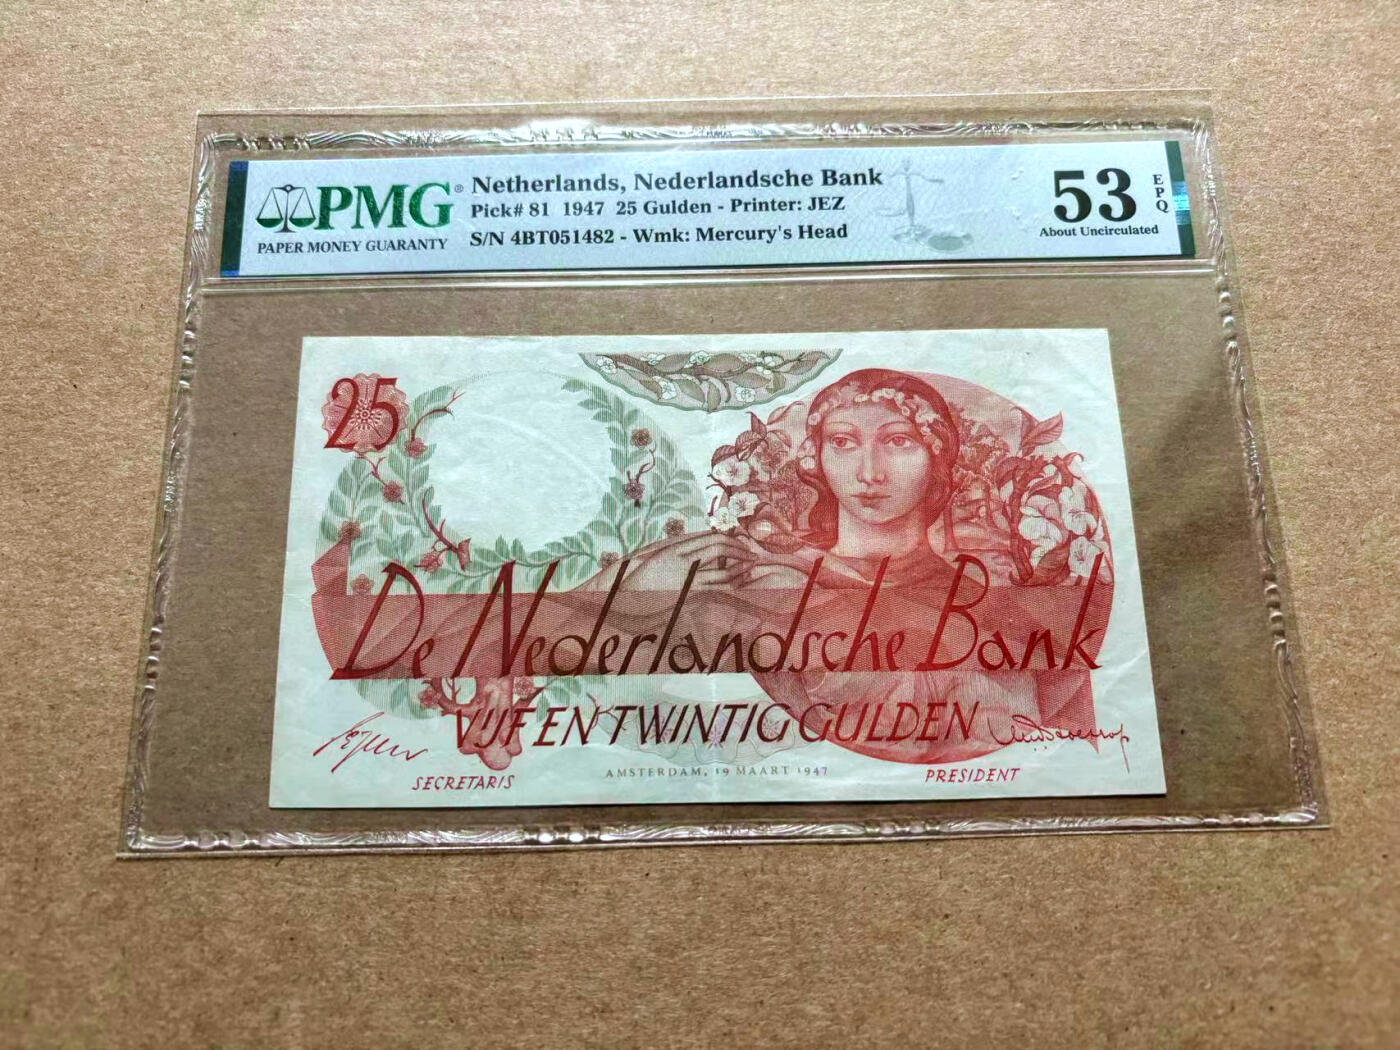 PMG®
PAPER MONEY GUARANTY
Netherlands, Nederlandsche Bank
Pick# 81 1947 25 Gulden - Printer: JEZ
S/N 4BT051482 - Wmk: Mercury's Head
53
EPQ
About Uncirculated
25
De Nederlandsche Bank
VIJF EN TWINTIG GULDEN
SECRETARIS
AMSTERDAM, 19 MAART 1947
PRESIDENT